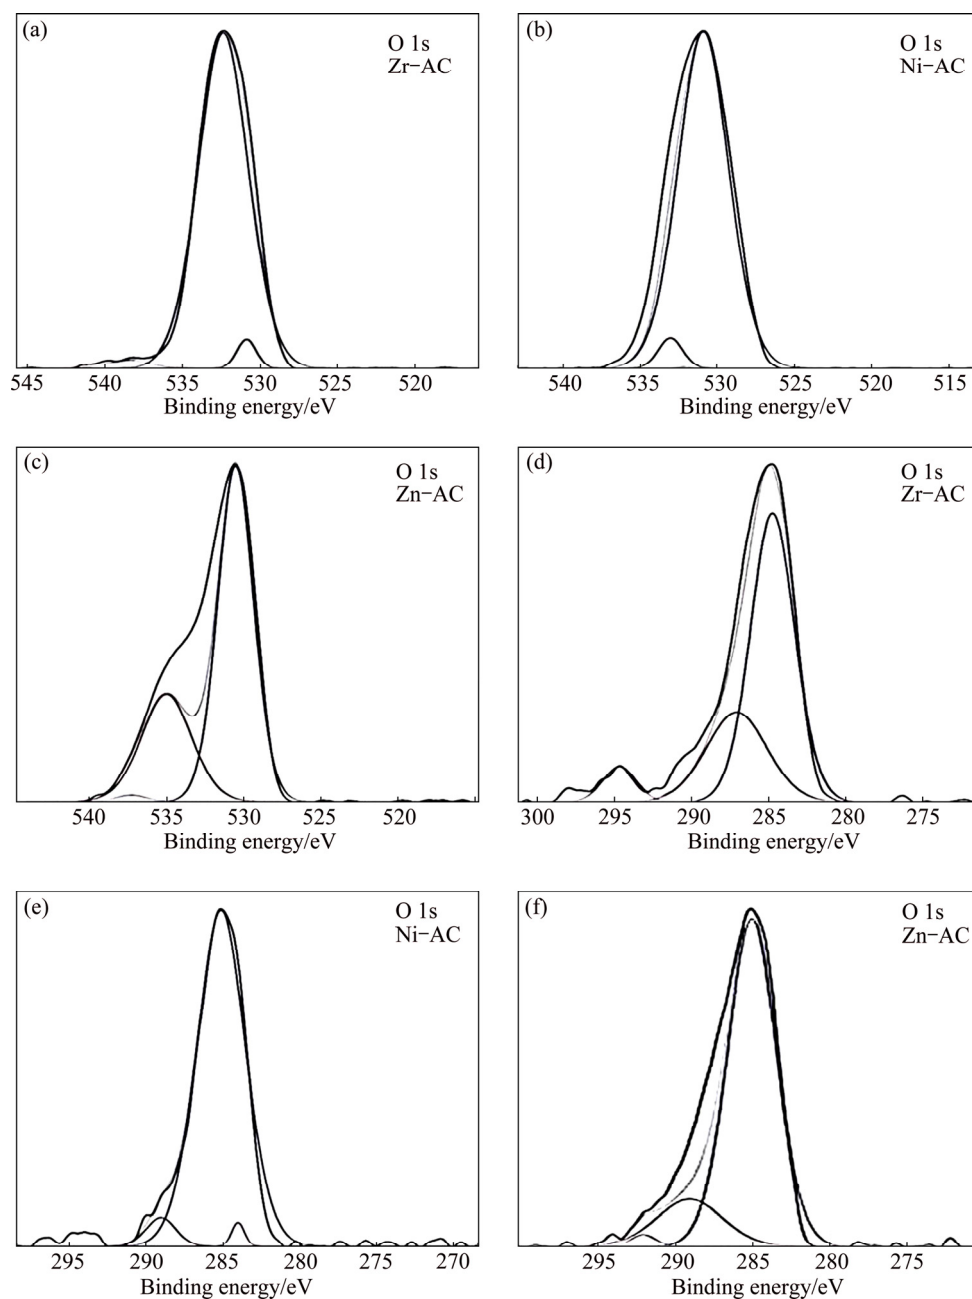 (a)
O 1s
Zr−AC
545 540 535 530 525 520
Binding energy/eV
(b)
O 1s
Ni−AC
540 535 530 525 520 515
Binding energy/eV
(c)
O 1s
Zn−AC
540 535 530 525 520
Binding energy/eV
(d)
O 1s
Zr−AC
300 295 290 285 280 275
Binding energy/eV
(e)
O 1s
Ni−AC
295 290 285 280 275 270
Binding energy/eV
(f)
O 1s
Zn−AC
295 290 285 280 275
Binding energy/eV